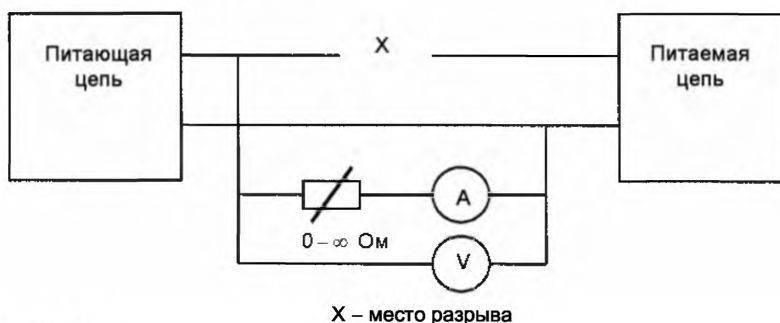 Питающая
цепь
X
Питаемая
цепь
A
0 – ∞ Ом
V
X – место разрыва